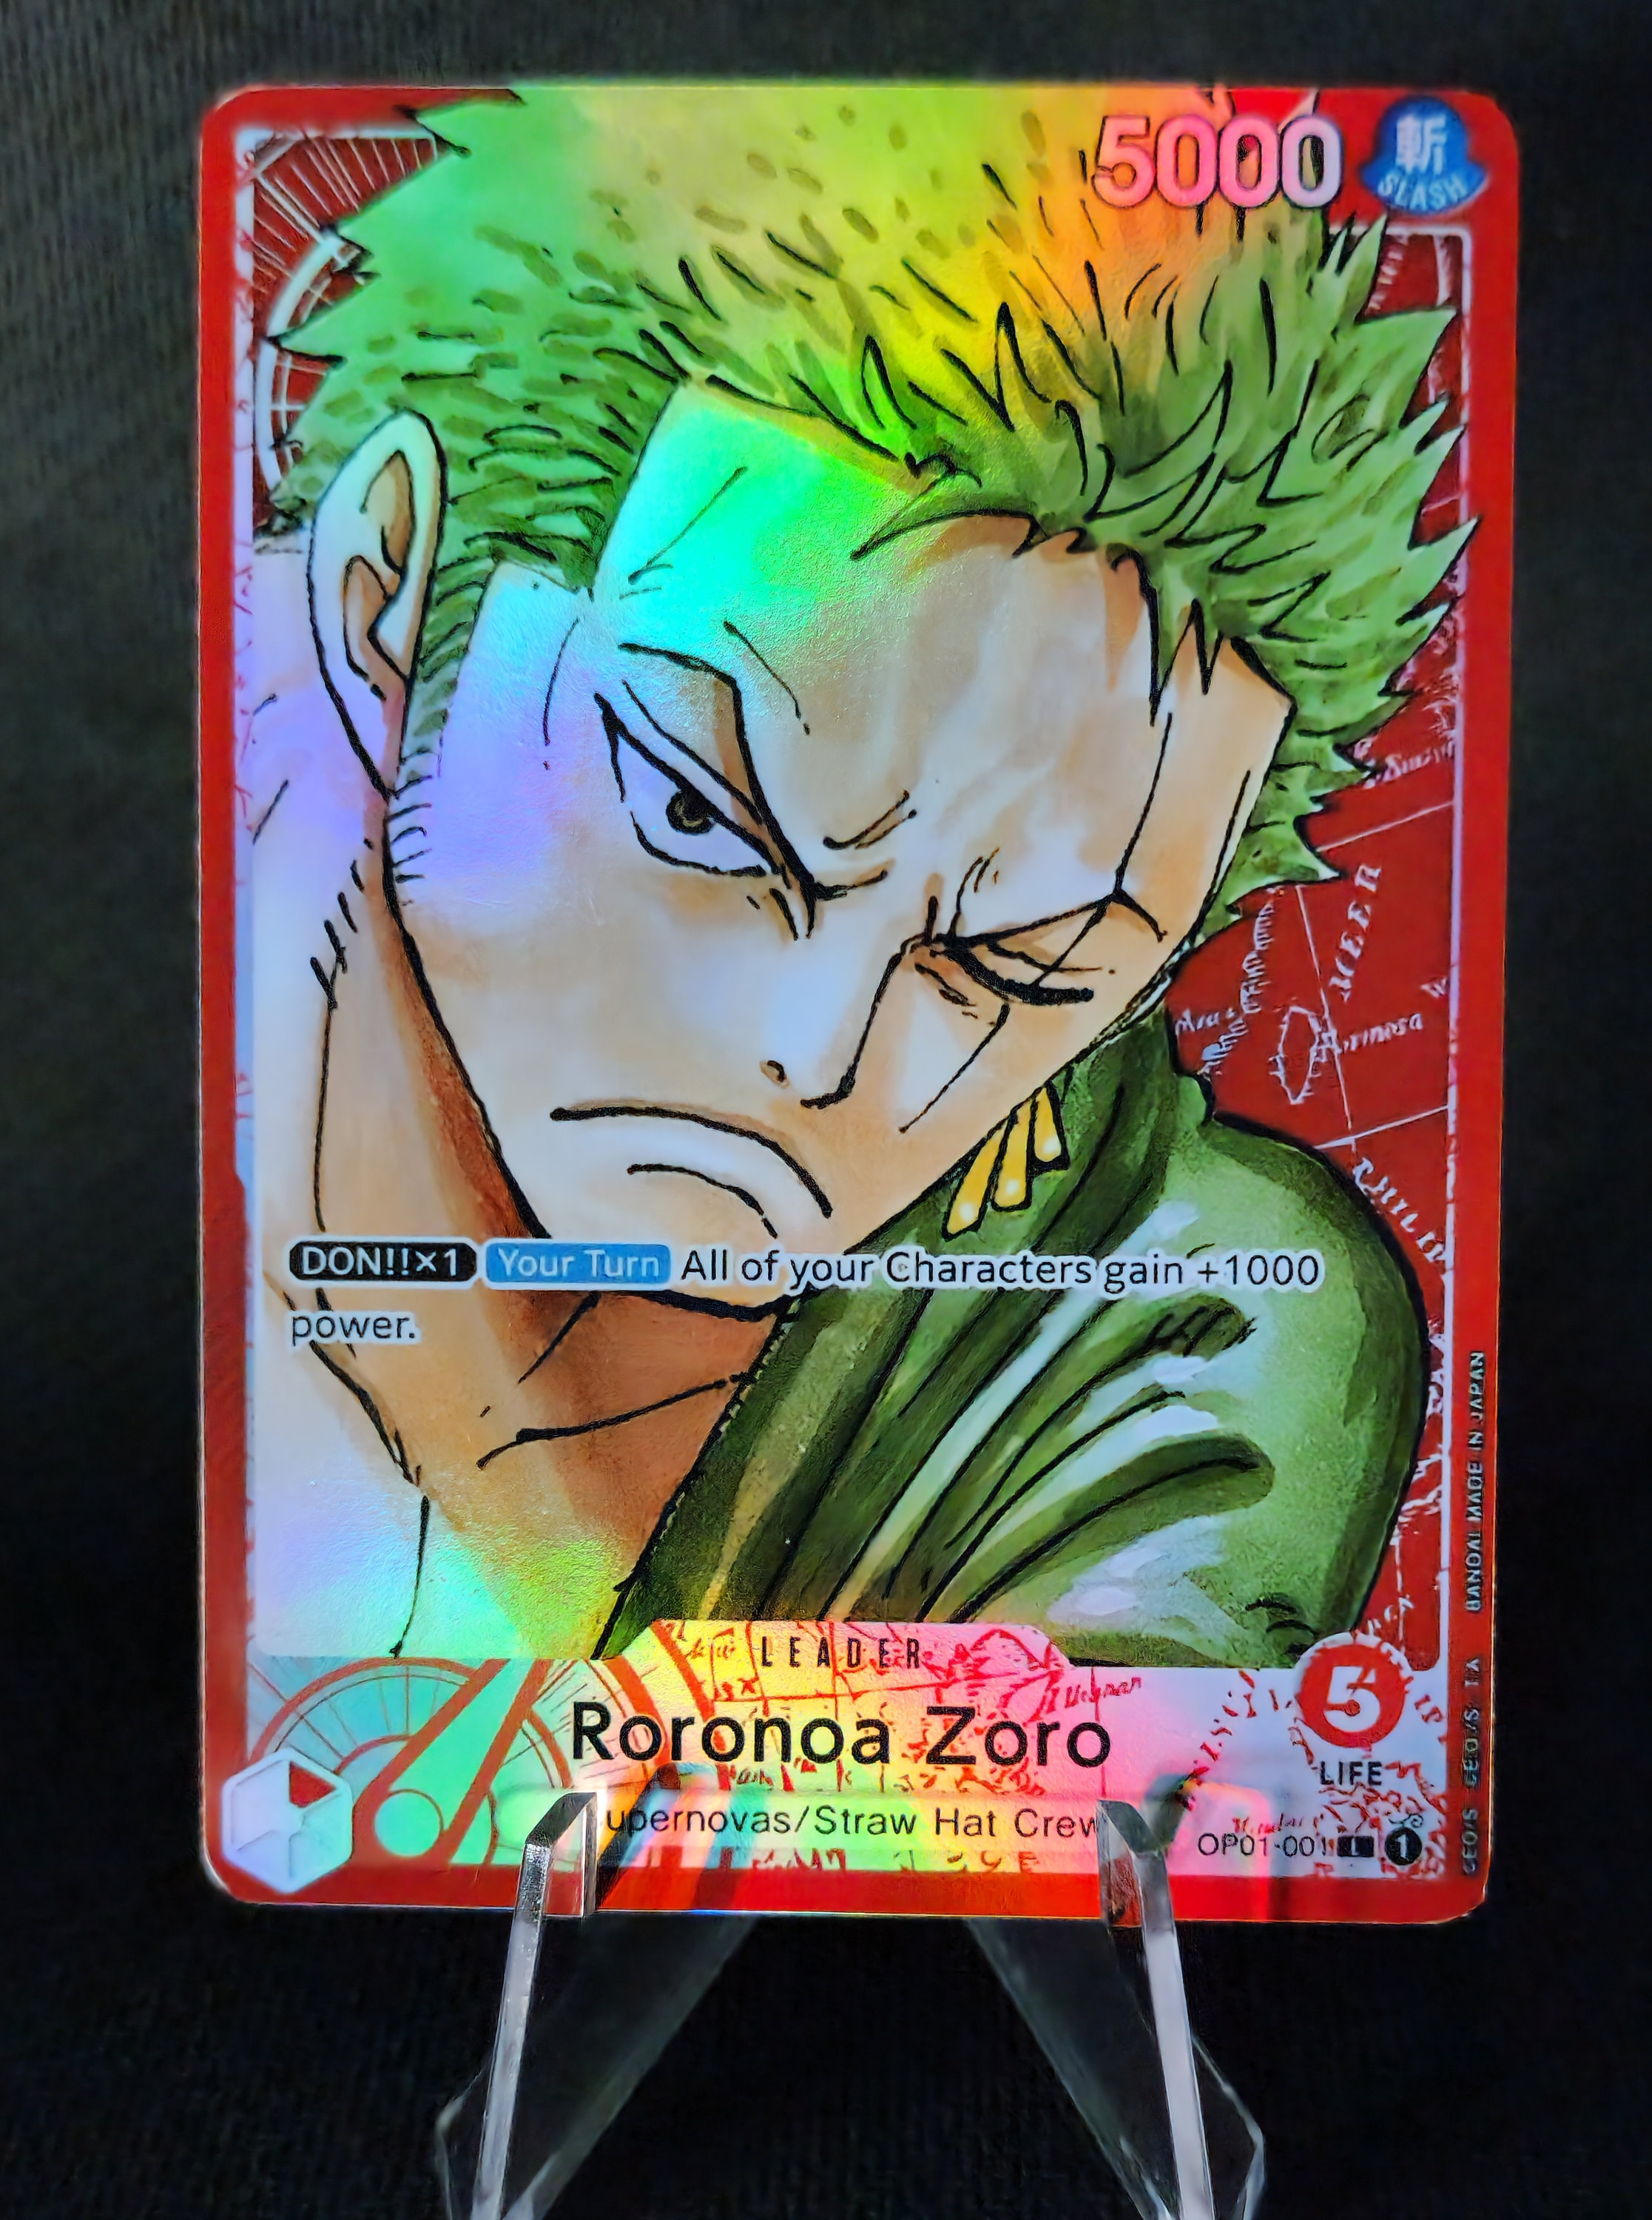 5000
斬
SLASH
DON!!×1 Your Turn All of your Characters gain +1000
power.
LEADER
Roronoa Zoro
upernovas/Straw Hat Crew
5
LIFE
OP01-001 L 1
BANDAI MADE IN JAPAN
MEER